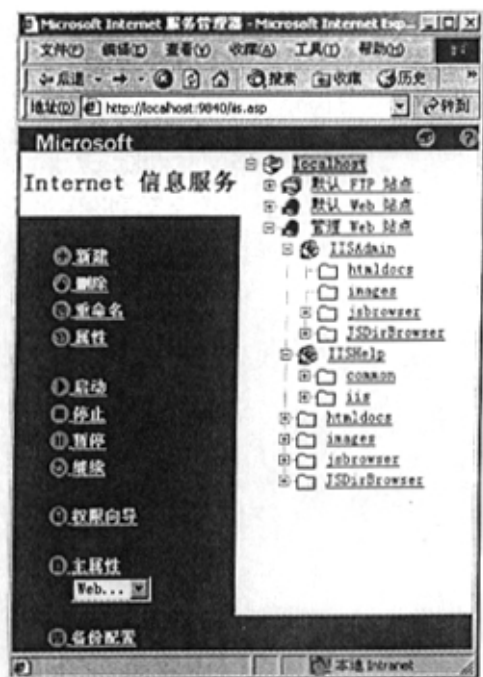 Microsoft Internet 服务管理器 - Microsoft Internet Exp...
文件(F) 编辑(E) 查看(V) 收藏(A) 工具(T) 帮助(H)
后退 搜索 收藏 历史 »
地址(D) http://localhost:9840/iis.asp 转到
Microsoft
Internet 信息服务
新建
删除
重命名
属性
启动
停止
暂停
继续
权限向导
主属性
Web...
备份配置
localhost
默认 FTP 站点
默认 Web 站点
管理 Web 站点
IISAdmin
htmldocs
images
jsbrowser
JSDirBrowser
IISHelp
common
iis
htmldocs
images
jsbrowser
JSDirBrowser
本地 Intranet